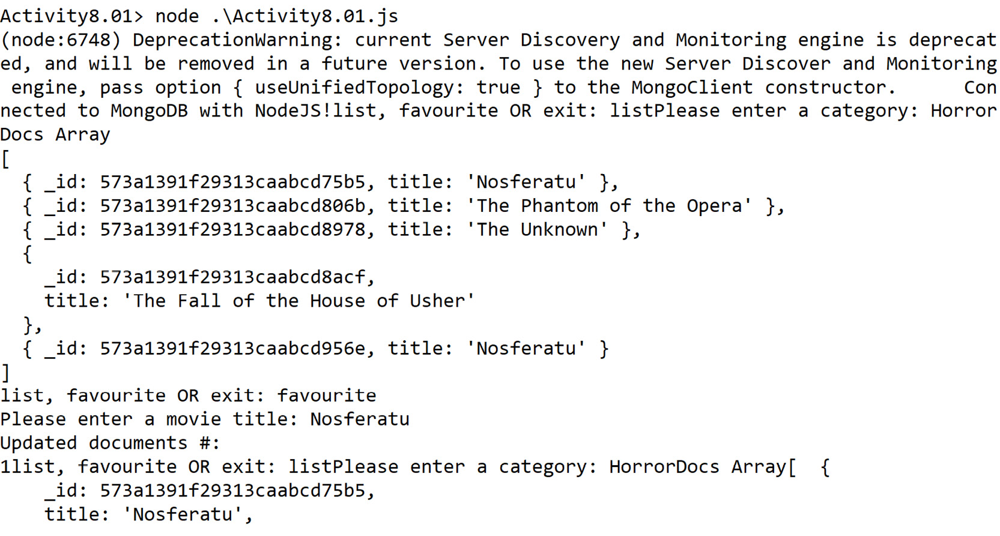 Activity8.01> node .\Activity8.01.js
(node:6748) DeprecationWarning: current Server Discovery and Monitoring engine is deprecat
ed, and will be removed in a future version. To use the new Server Discover and Monitoring
 engine, pass option { useUnifiedTopology: true } to the MongoClient constructor.      Con
nected to MongoDB with NodeJS!list, favourite OR exit: listPlease enter a category: Horror
Docs Array
[
  { _id: 573a1391f29313caabcd75b5, title: 'Nosferatu' },
  { _id: 573a1391f29313caabcd806b, title: 'The Phantom of the Opera' },
  { _id: 573a1391f29313caabcd8978, title: 'The Unknown' },
  {
    _id: 573a1391f29313caabcd8acf,
    title: 'The Fall of the House of Usher'
  },
  { _id: 573a1391f29313caabcd956e, title: 'Nosferatu' }
]
list, favourite OR exit: favourite
Please enter a movie title: Nosferatu
Updated documents #:
1list, favourite OR exit: listPlease enter a category: HorrorDocs Array[  {
    _id: 573a1391f29313caabcd75b5,
    title: 'Nosferatu',